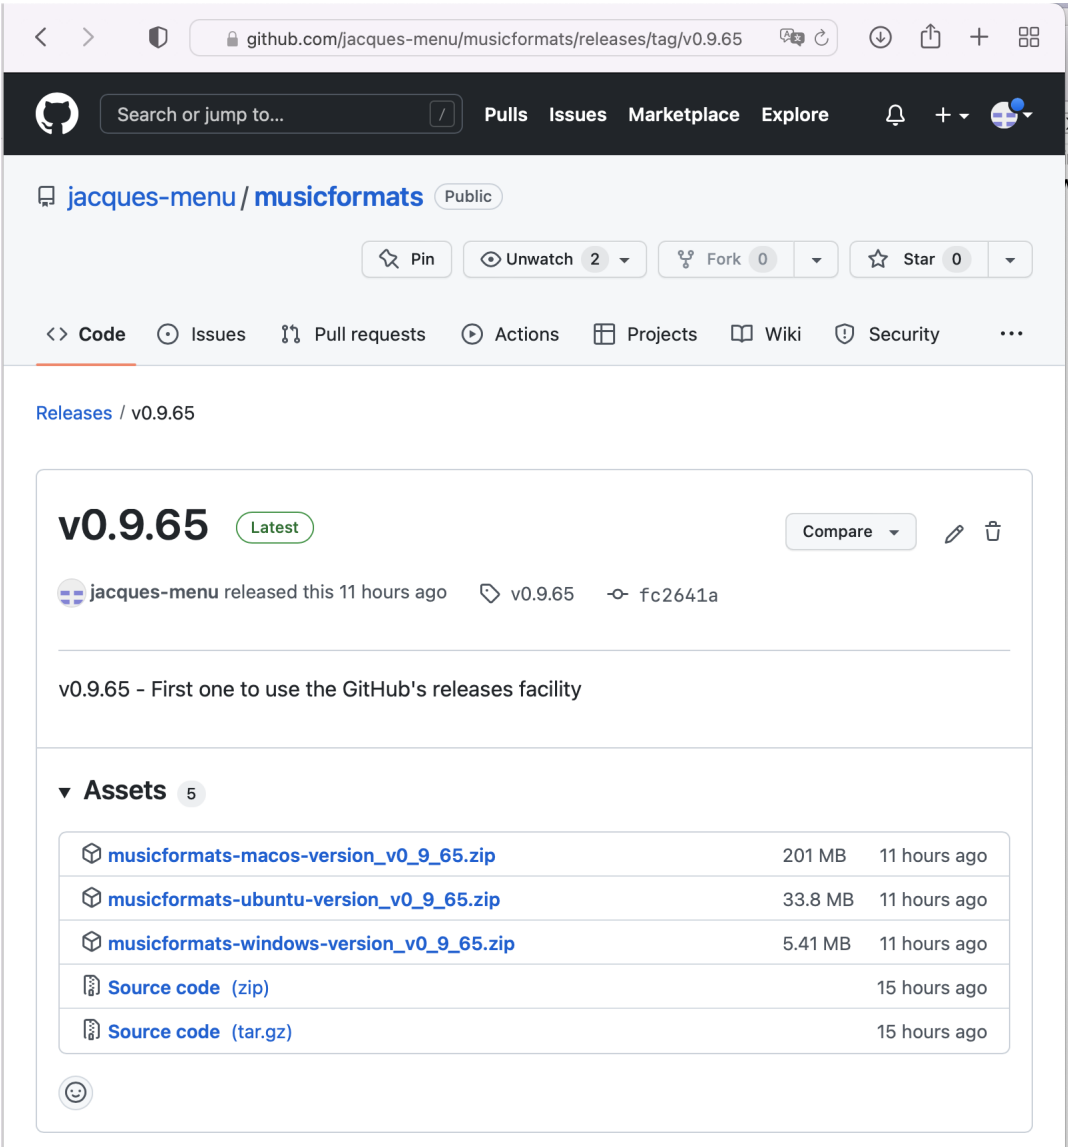 github.com/jacques-menu/musicformats/releases/tag/v0.9.65
Search or jump to... / Pulls Issues Marketplace Explore
jacques-menu / musicformats Public
Pin Unwatch 2 Fork 0 Star 0
Code Issues Pull requests Actions Projects Wiki Security
Releases / v0.9.65
v0.9.65 Latest Compare
jacques-menu released this 11 hours ago v0.9.65 fc2641a
v0.9.65 - First one to use the GitHub's releases facility
Assets 5
musicformats-macos-version_v0_9_65.zip 201 MB 11 hours ago
musicformats-ubuntu-version_v0_9_65.zip 33.8 MB 11 hours ago
musicformats-windows-version_v0_9_65.zip 5.41 MB 11 hours ago
Source code (zip) 15 hours ago
Source code (tar.gz) 15 hours ago